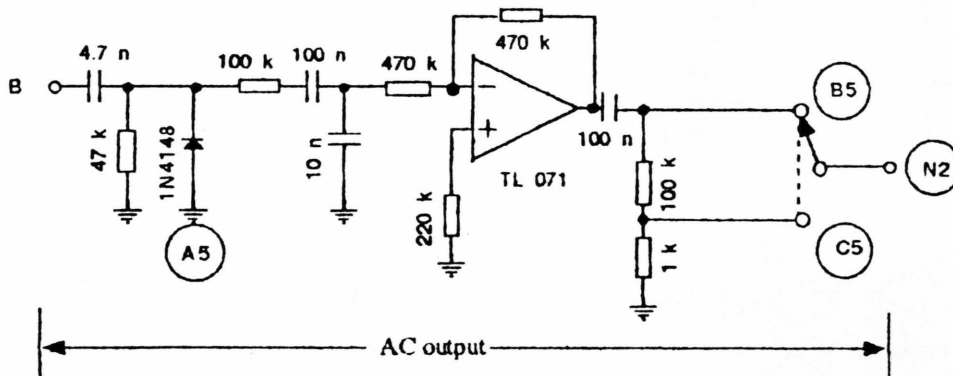 4.7 n
100 k
100 n
470 k
470 k
B
47 k
1N4148
10 n
−
+
TL 071
220 k
100 n
100 k
1 k
B5
N2
C5
A5
AC output